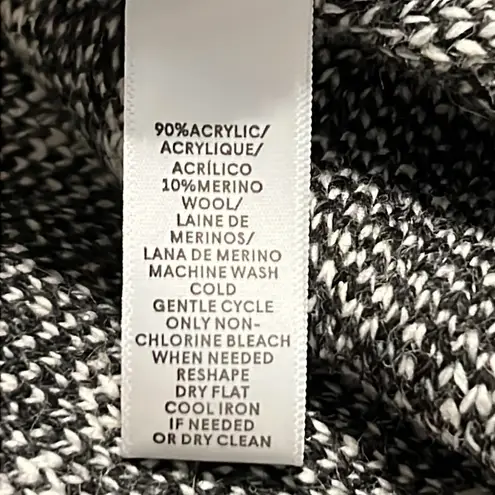 90%ACRYLIC/
ACRYLIQUE/
ACRÍLICO
10%MERINO
WOOL/
LAINE DE
MERINOS/
LANA DE MERINO
MACHINE WASH
COLD
GENTLE CYCLE
ONLY NON-
CHLORINE BLEACH
WHEN NEEDED
RESHAPE
DRY FLAT
COOL IRON
IF NEEDED
OR DRY CLEAN